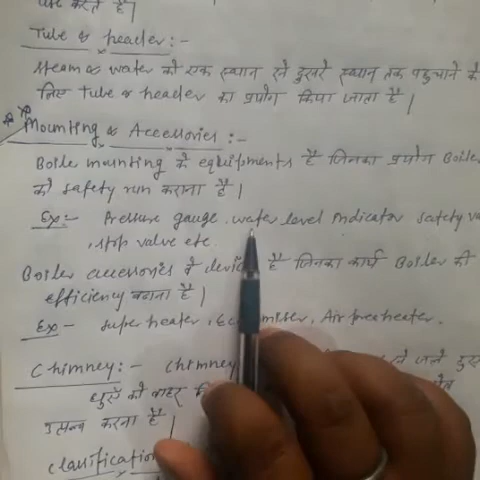 करते है।
Tube & header :-
Steam & water को एक स्थान से दुसरे स्थान तक पहुचाने के
लिए Tube & header का प्रयोग किया जाता है।
Mounting & Accessories :-
Boiler mounting वे equipments है जिनका प्रयोग Boiler
को safety run कराना है।
Ex:- Pressure gauge, water level indicator safety va
, stop valve etc
Boiler accessories वे है जिनका कार्य Boiler की
efficiency बढाना है।
Ex - super heater, Air preheater.
Chimney :- Chimney
धुएँ को बाहर
उत्पन्न करना है।
Classification